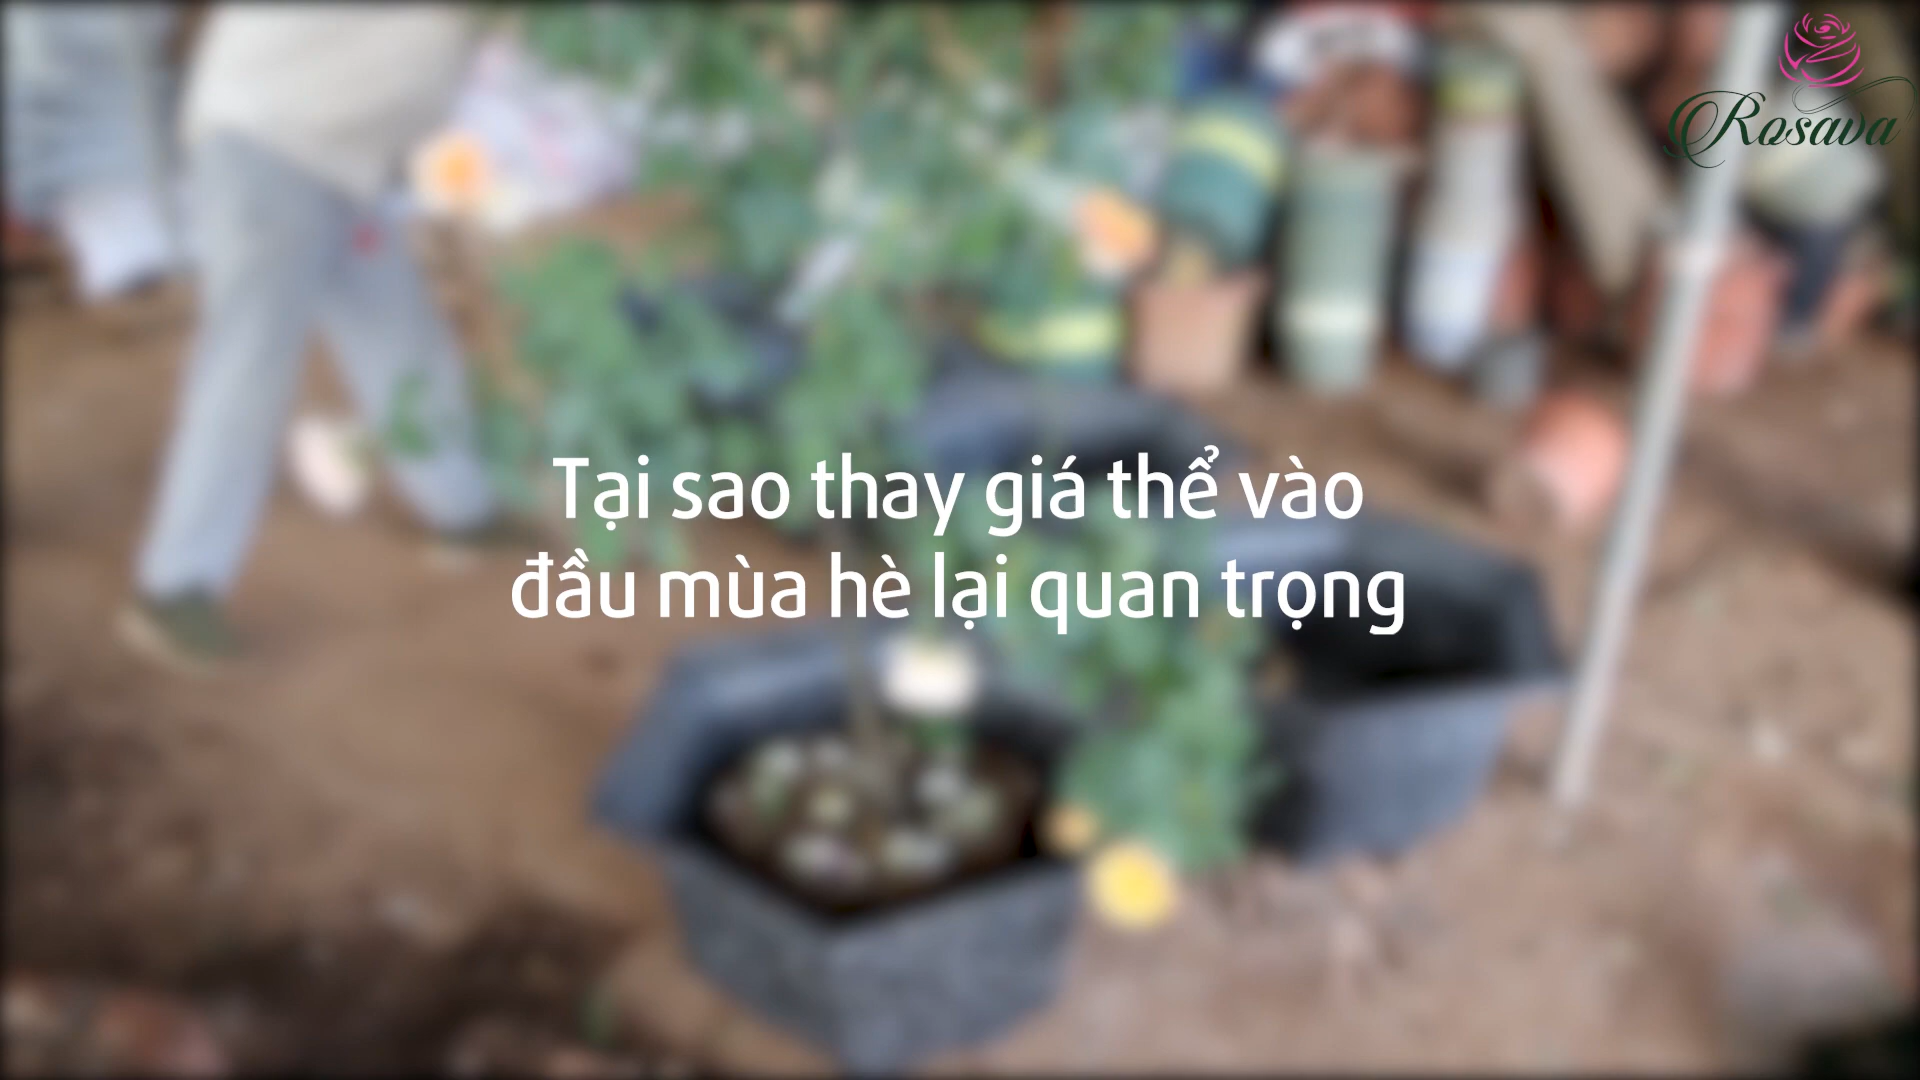 Rosava
Tại sao thay giá thể vào
đầu mùa hè lại quan trọng